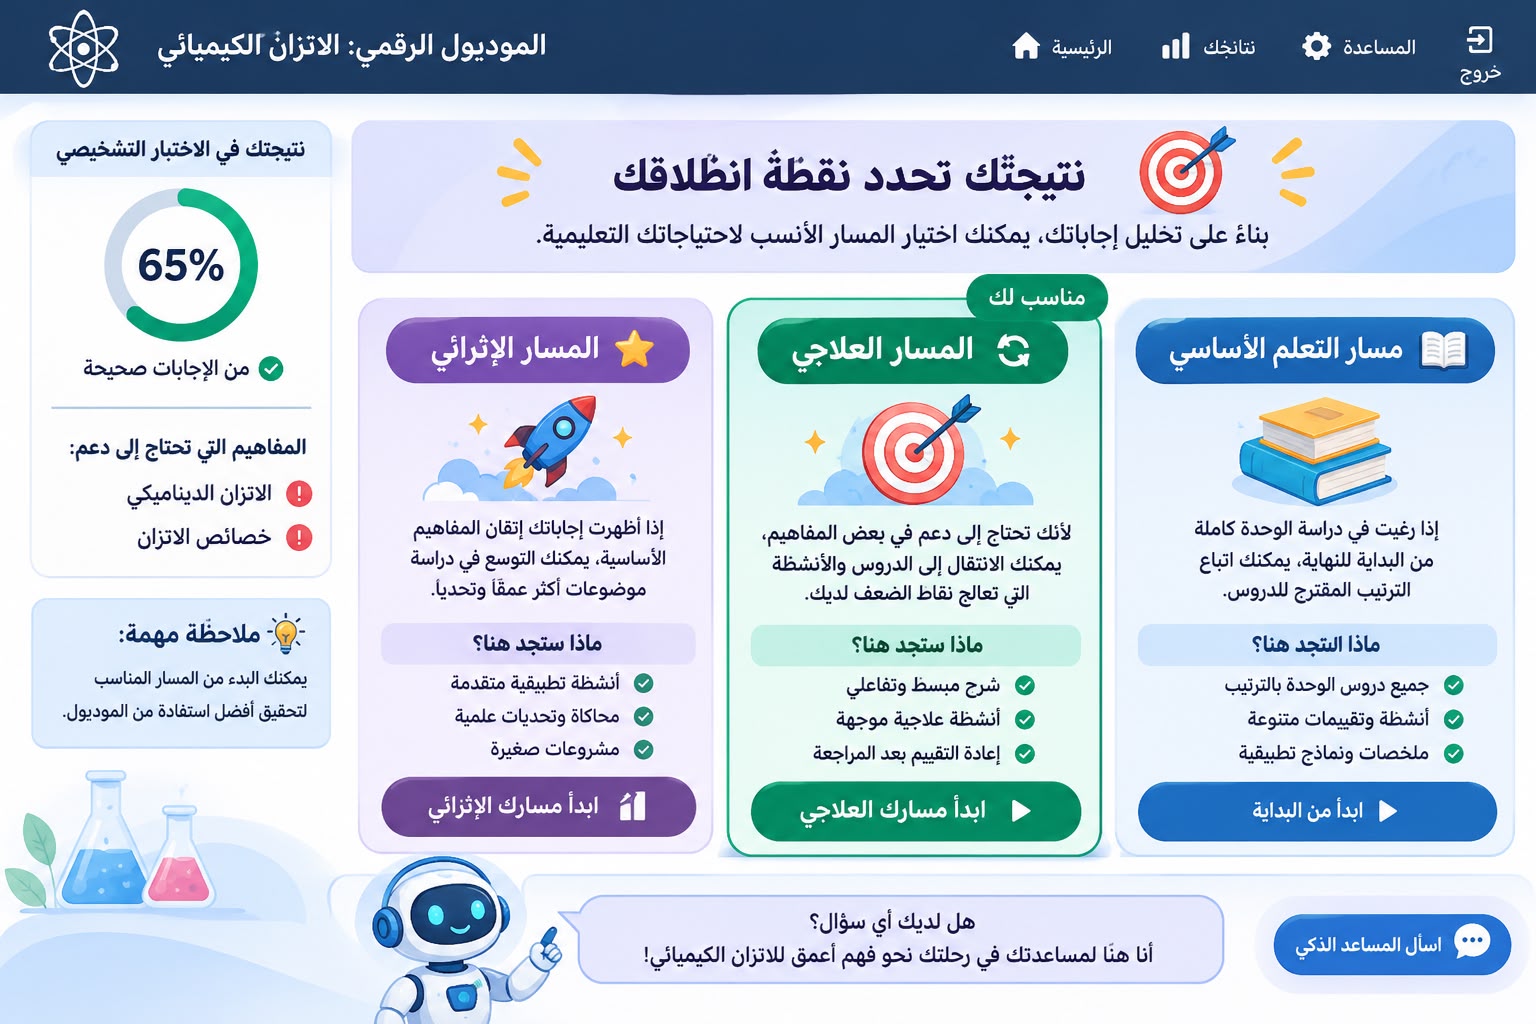 الموديول الرقمي: الاتزان الكيميائي
الرئيسية
نتائجك
المساعدة
خروج
نتيجتك تحدد نقطة انطلاقك
بناءً على تخليل إجاباتك، يمكنك اختيار المسار الأنسب لاحتياجاتك التعليمية.
مسار التعلم الأساسي
إذا رغبت في دراسة الوحدة كاملة
من البداية للنهاية، يمكنك اتباع
الترتيب المقترح للدروس.
ماذا التجد هنا؟
جميع دروس الوحدة بالترتيب
أنشطة وتقييمات متنوعة
ملخصات ونماذج تطبيقية
ابدأ من البداية
مناسب لك
المسار العلاجي
لأنك تحتاج إلى دعم في بعض المفاهيم،
يمكنك الانتقال إلى الدروس والأنشطة
التي تعالج نقاط الضعف لديك.
ماذا ستجد هنا؟
شرح مبسط وتفاعلي
أنشطة علاجية موجهة
إعادة التقييم بعد المراجعة
ابدأ مسارك العلاجي
المسار الإثرائي
إذا أظهرت إجاباتك إتقان المفاهيم
الأساسية، يمكنك التوسع في دراسة
موضوعات أكثر عمقًا وتحدياً.
ماذا ستجد هنا؟
أنشطة تطبيقية متقدمة
محاكاة وتحديات علمية
مشروعات صغيرة
ابدأ مسارك الإثزائي
نتيجتك في الاختبار التشخيصي
65%
من الإجابات صحيحة
المفاهيم التي تحتاج إلى دعم:
الاتزان الديناميكي
خصائص الاتزان
ملاحظة مهمة:
يمكنك البدء من المسار المناسب
لتحقيق أفضل استفادة من الموديول.
هل لديك أي سؤال؟
أنا هنا لمساعدتك في رحلتك نحو فهم أعمق للاتزان الكيميائي!
اسأل المساعد الذكي